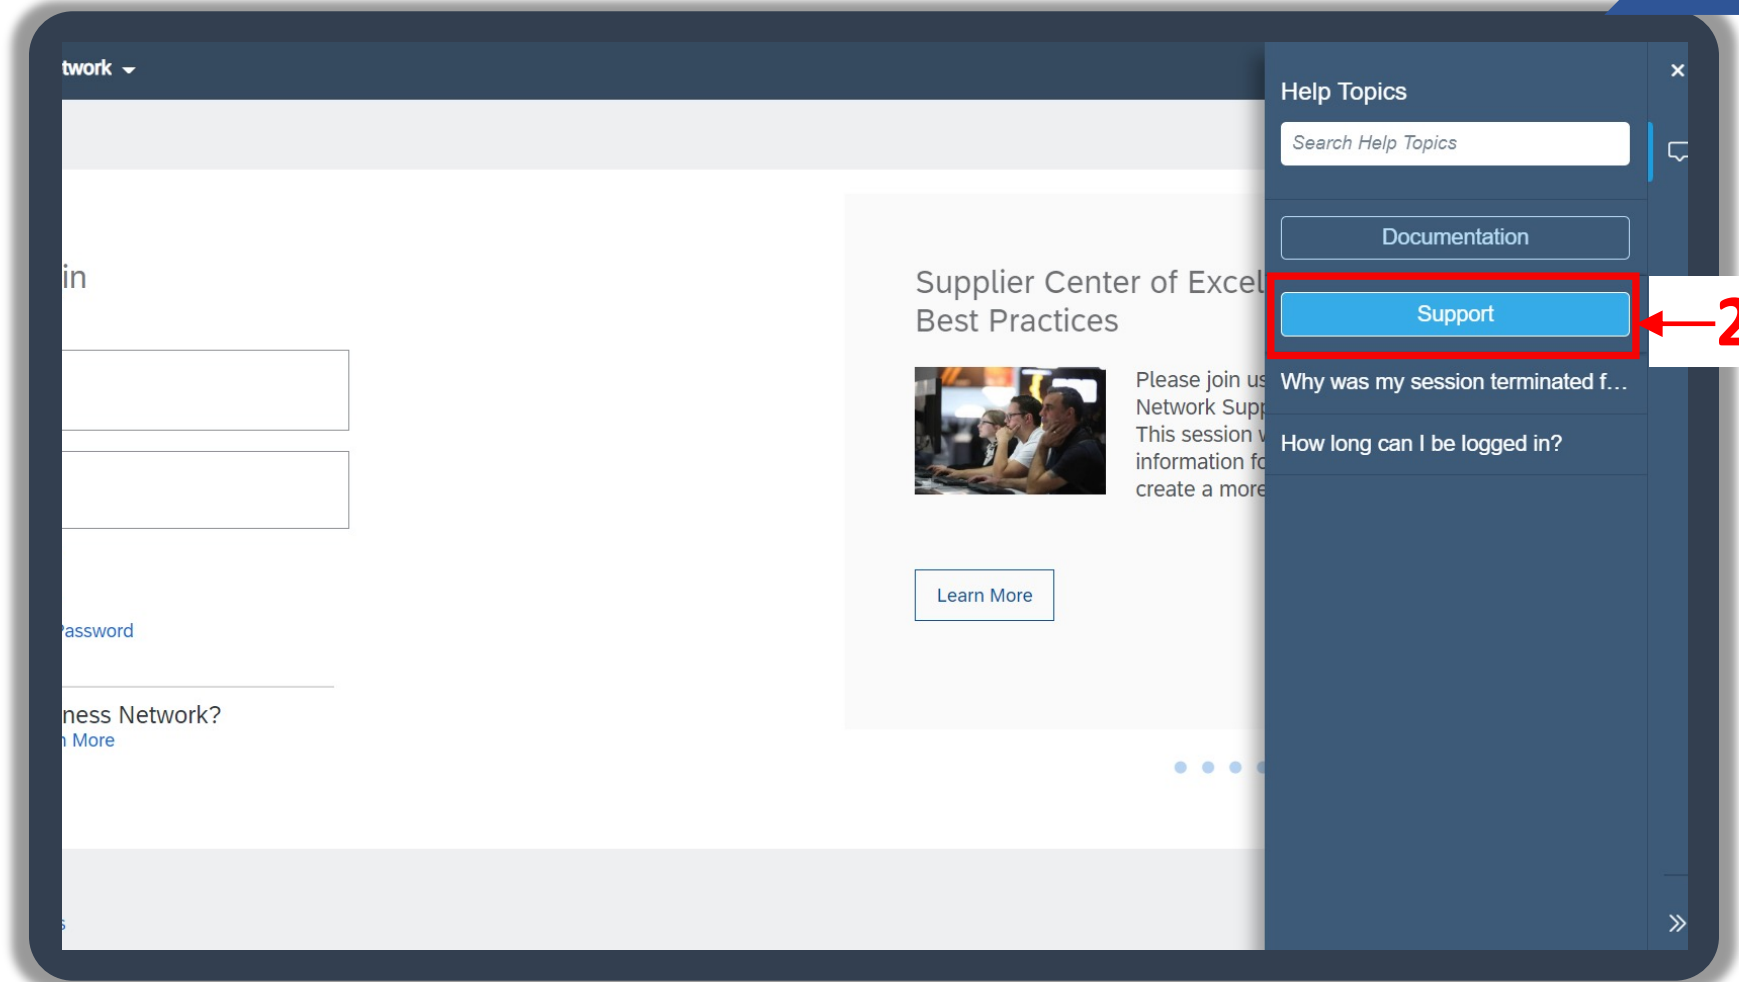 twork
in
Password
ness Network?
n More
s
Supplier Center of Excel
Best Practices
Please join us
Network Supp
This session w
information fo
create a more
Learn More
Help Topics
Search Help Topics
Documentation
Support
2
Why was my session terminated f...
How long can I be logged in?